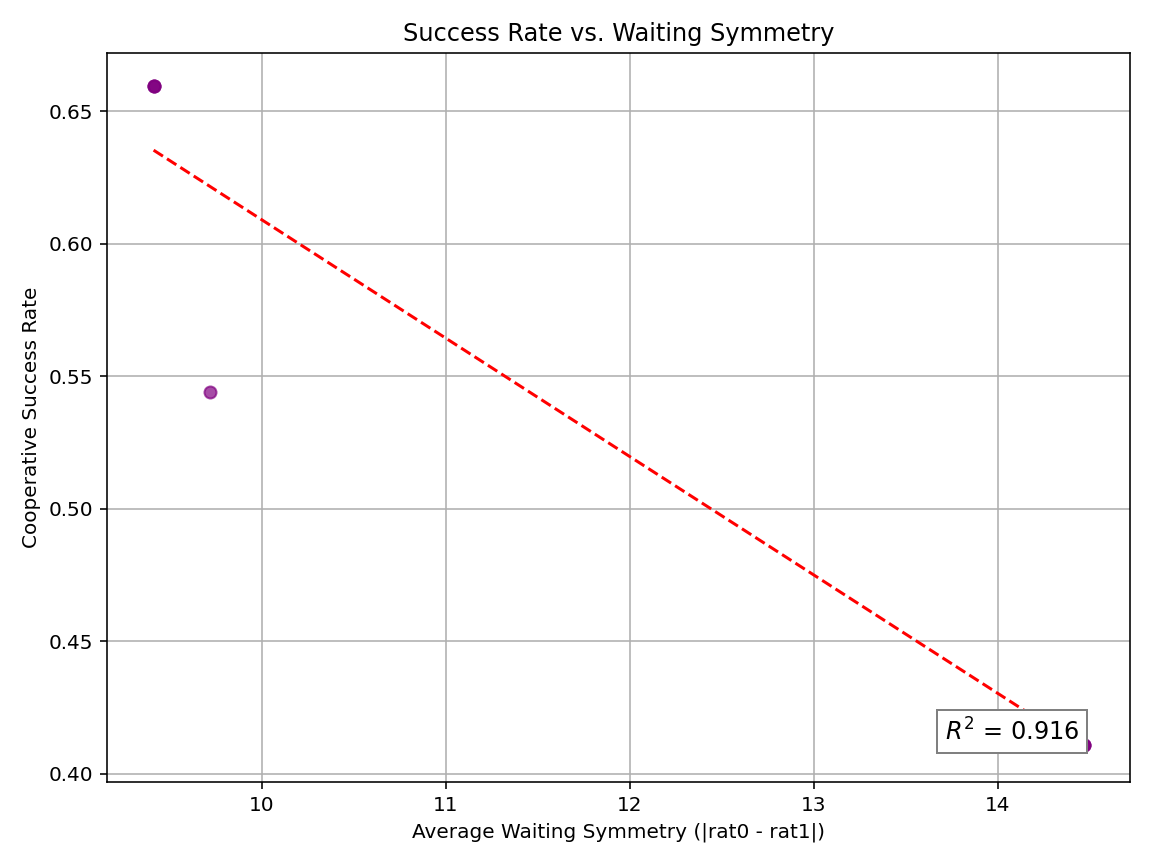 Success Rate vs. Waiting Symmetry
0.65
0.60
0.55
0.50
0.45
0.40
Cooperative Success Rate
R² = 0.916
10 11 12 13 14
Average Waiting Symmetry (|rat0 - rat1|)